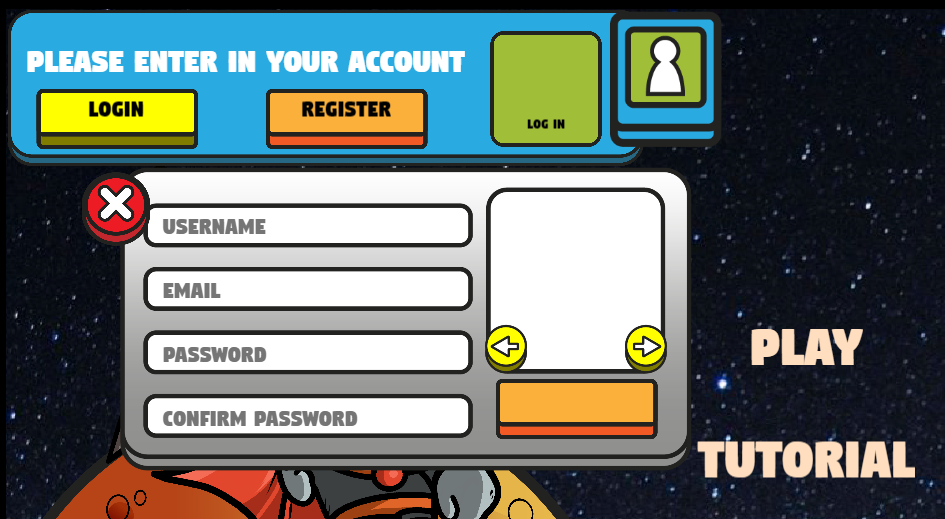 PLEASE ENTER IN YOUR ACCOUNT
LOGIN
REGISTER
LOG IN
USERNAME
EMAIL
PASSWORD
CONFIRM PASSWORD
PLAY
TUTORIAL